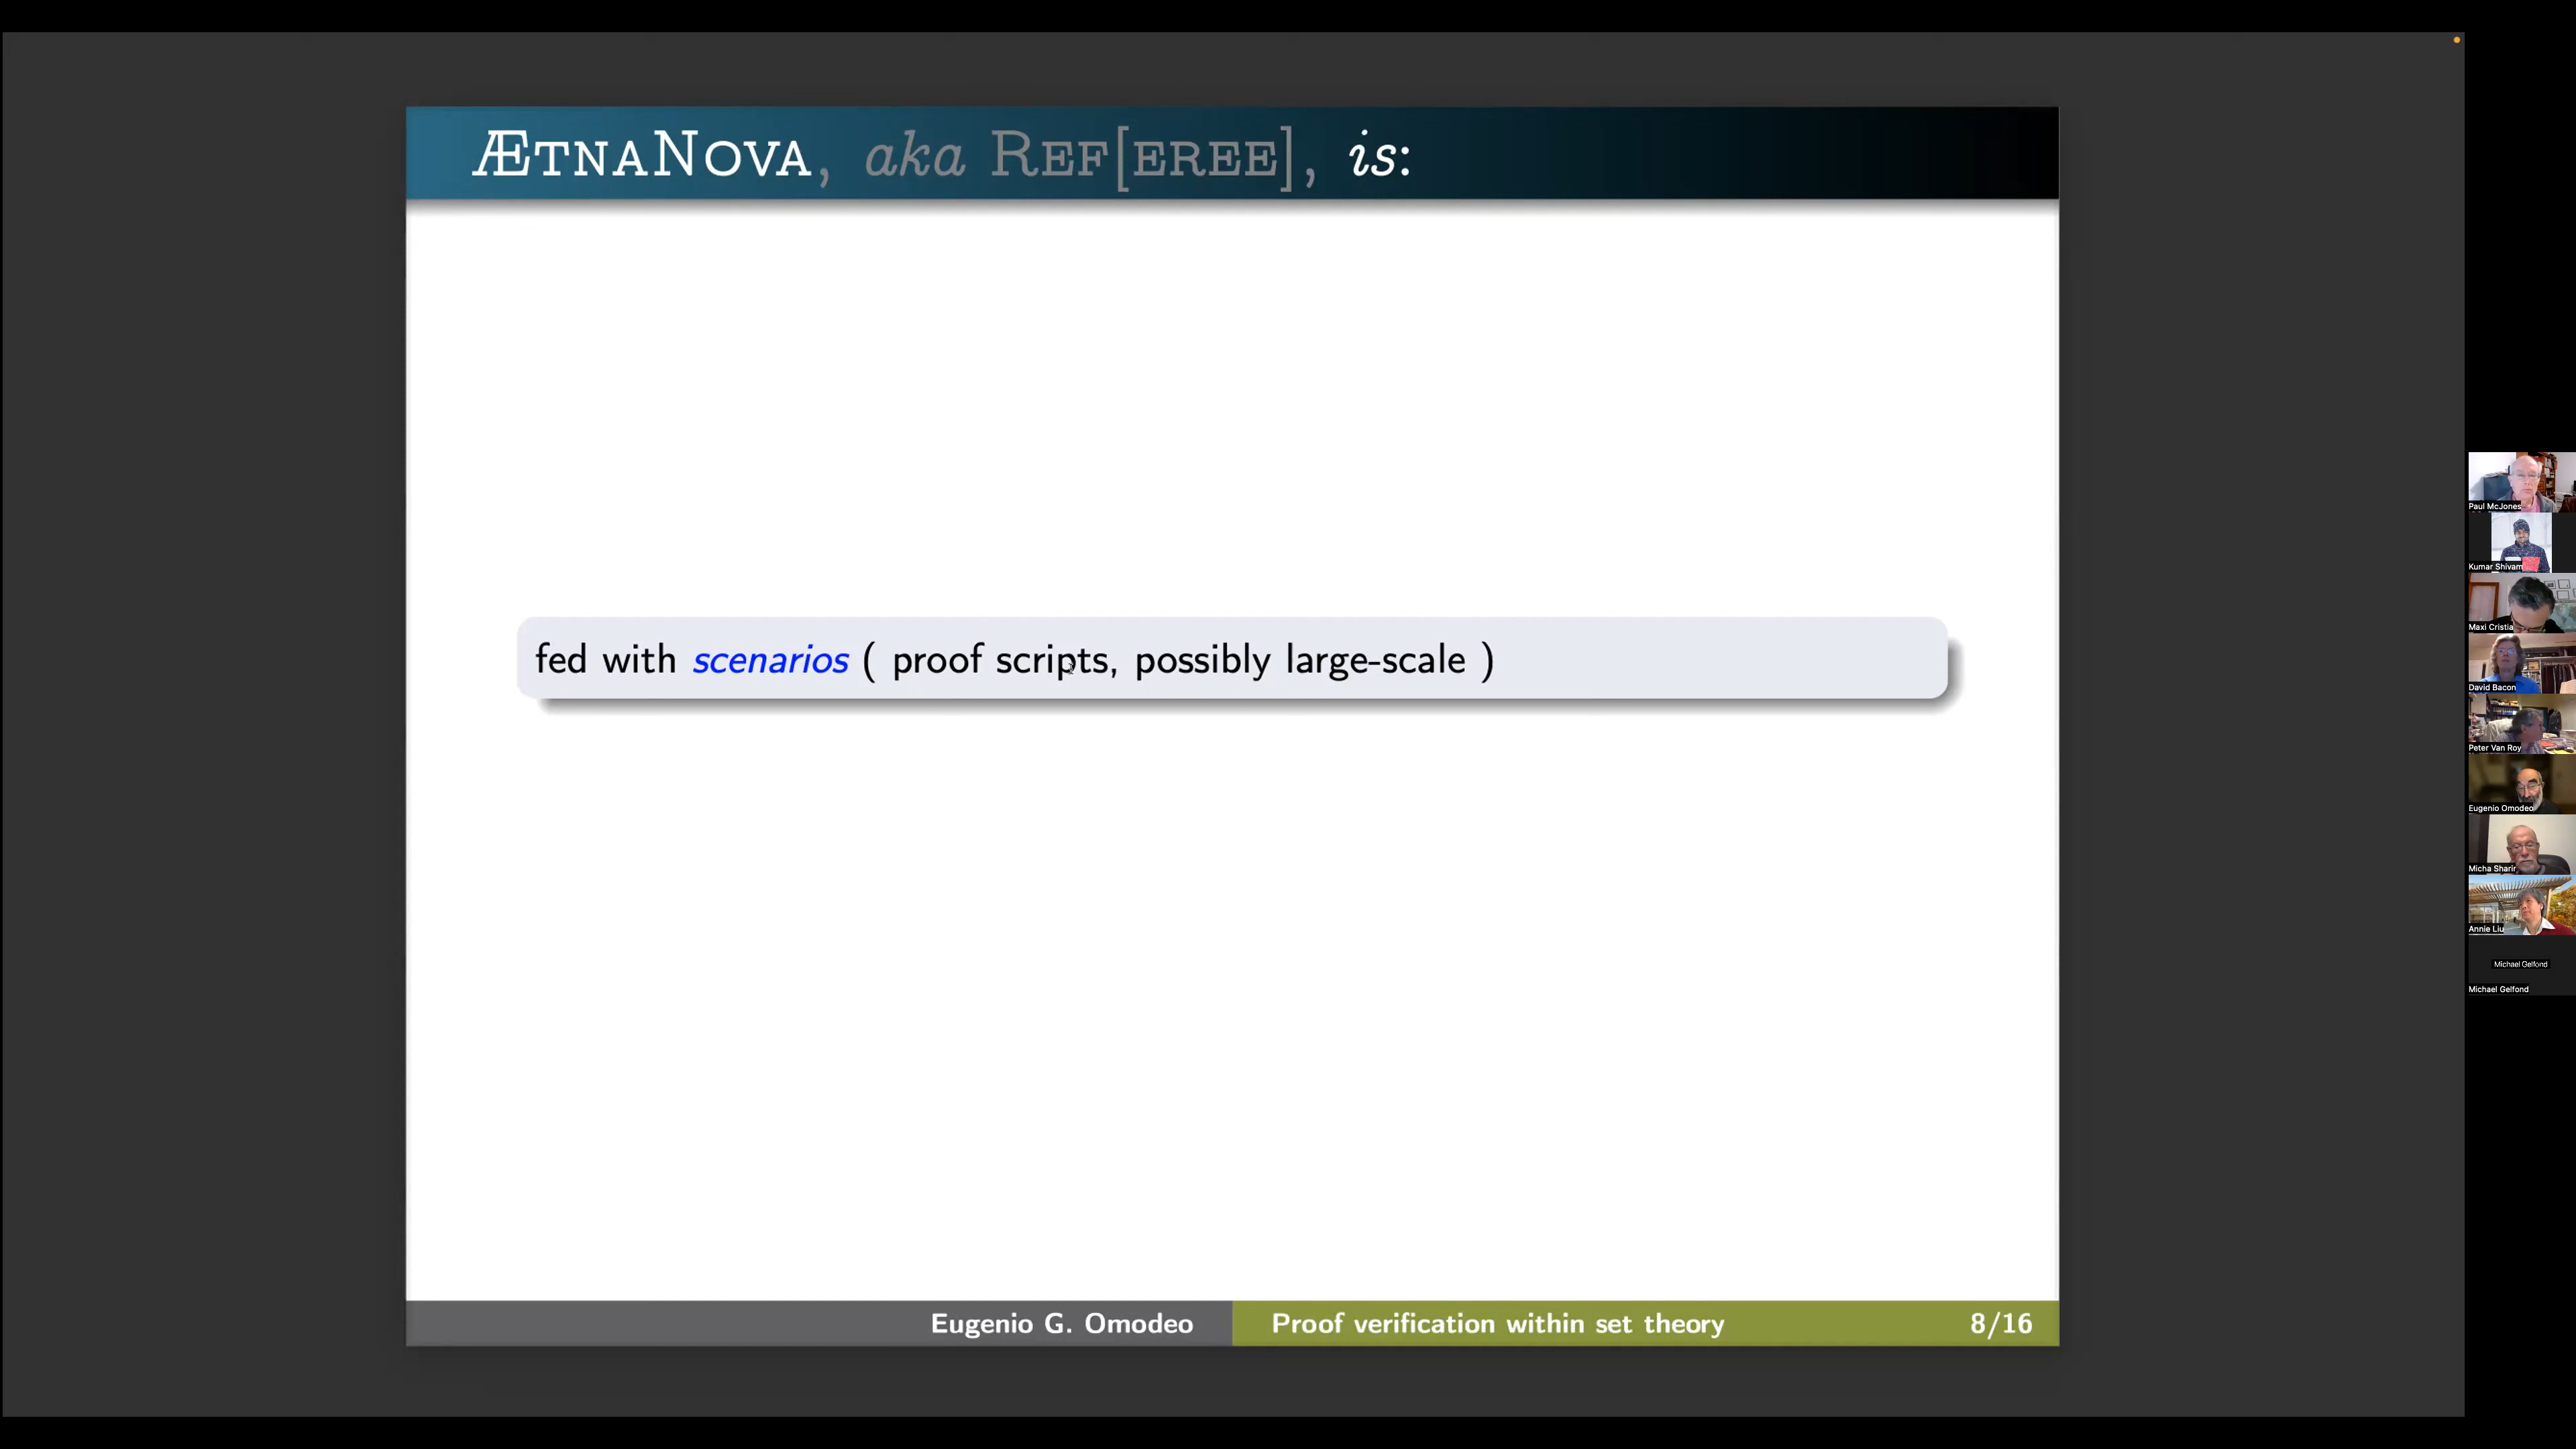 ÆTNANOVA, aka REF[EREE], is:
fed with scenarios ( proof scripts, possibly large-scale )
Eugenio G. Omodeo
Proof verification within set theory
8/16
Paul McJones
Kumar Shivam
Maxi Cristia
David Bacon
Peter Van Roy
Eugenio Omodeo
Micha Sharir
Annie Liu
Michael Gelfond
Michael Gelfond